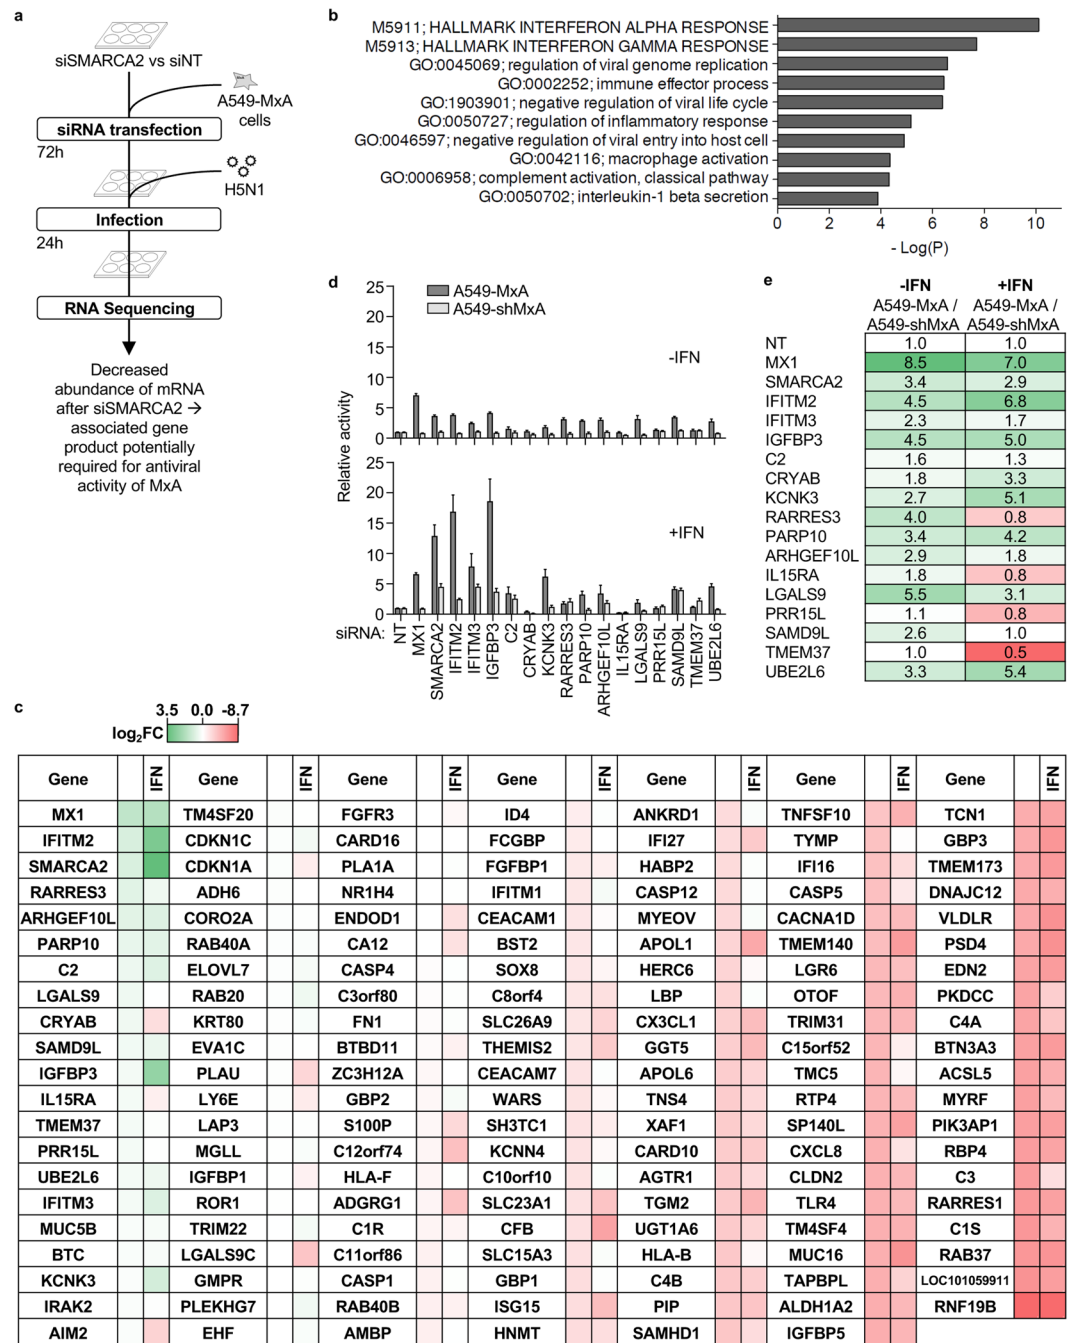 a
siSMARCA2 vs siNT
A549-MxA
cells
siRNA transfection
72h
H5N1
Infection
24h
RNA Sequencing
Decreased
abundance of mRNA
after siSMARCA2 →
associated gene
product potentially
required for antiviral
activity of MxA
b
M5911; HALLMARK INTERFERON ALPHA RESPONSE
M5913; HALLMARK INTERFERON GAMMA RESPONSE
GO:0045069; regulation of viral genome replication
GO:0002252; immune effector process
GO:1903901; negative regulation of viral life cycle
GO:0050727; regulation of inflammatory response
GO:0046597; negative regulation of viral entry into host cell
GO:0042116; macrophage activation
GO:0006958; complement activation, classical pathway
GO:0050702; interleukin-1 beta secretion
0 2 4 6 8 10
- Log(P)
d
A549-MxA
A549-shMxA
Relative activity
25
20
15
10
5
0
-IFN
25
20
15
10
5
0
+IFN
siRNA: NT MX1 SMARCA2 IFITM2 IFITM3 IGFBP3 C2 CRYAB KCNK3 RARRES3 PARP10 ARHGEF10L IL15RA LGALS9 PRR15L SAMD9L TMEM37 UBE2L6
e
-IFN +IFN
A549-MxA / A549-MxA /
A549-shMxA A549-shMxA
NT 1.0 1.0
MX1 8.5 7.0
SMARCA2 3.4 2.9
IFITM2 4.5 6.8
IFITM3 2.3 1.7
IGFBP3 4.5 5.0
C2 1.6 1.3
CRYAB 1.8 3.3
KCNK3 2.7 5.1
RARRES3 4.0 0.8
PARP10 3.4 4.2
ARHGEF10L 2.9 1.8
IL15RA 1.8 0.8
LGALS9 5.5 3.1
PRR15L 1.1 0.8
SAMD9L 2.6 1.0
TMEM37 1.0 0.5
UBE2L6 3.3 5.4
c
3.5 0.0 -8.7
log2FC
Gene IFN Gene IFN Gene IFN Gene IFN Gene IFN Gene IFN Gene IFN
MX1 TM4SF20 FGFR3 ID4 ANKRD1 TNFSF10 TCN1
IFITM2 CDKN1C CARD16 FCGBP IFI27 TYMP GBP3
SMARCA2 CDKN1A PLA1A FGFBP1 HABP2 IFI16 TMEM173
RARRES3 ADH6 NR1H4 IFITM1 CASP12 CASP5 DNAJC12
ARHGEF10L CORO2A ENDOD1 CEACAM1 MYEOV CACNA1D VLDLR
PARP10 RAB40A CA12 BST2 APOL1 TMEM140 PSD4
C2 ELOVL7 CASP4 SOX8 HERC6 LGR6 EDN2
LGALS9 RAB20 C3orf80 C8orf4 LBP OTOF PKDCC
CRYAB KRT80 FN1 SLC26A9 CX3CL1 TRIM31 C4A
SAMD9L EVA1C BTBD11 THEMIS2 GGT5 C15orf52 BTN3A3
IGFBP3 PLAU ZC3H12A CEACAM7 APOL6 TMC5 ACSL5
IL15RA LY6E GBP2 WARS TNS4 RTP4 MYRF
TMEM37 LAP3 S100P SH3TC1 XAF1 SP140L PIK3AP1
PRR15L MGLL C12orf74 KCNN4 CARD10 CXCL8 RBP4
UBE2L6 IGFBP1 HLA-F C10orf10 AGTR1 CLDN2 C3
IFITM3 ROR1 ADGRG1 SLC23A1 TGM2 TLR4 RARRES1
MUC5B TRIM22 C1R CFB UGT1A6 TM4SF4 C1S
BTC LGALS9C C11orf86 SLC15A3 HLA-B MUC16 RAB37
KCNK3 GMPR CASP1 GBP1 C4B TAPBPL LOC101059911
IRAK2 PLEKHG7 RAB40B ISG15 PIP ALDH1A2 RNF19B
AIM2 EHF AMBP HNMT SAMHD1 IGFBP5